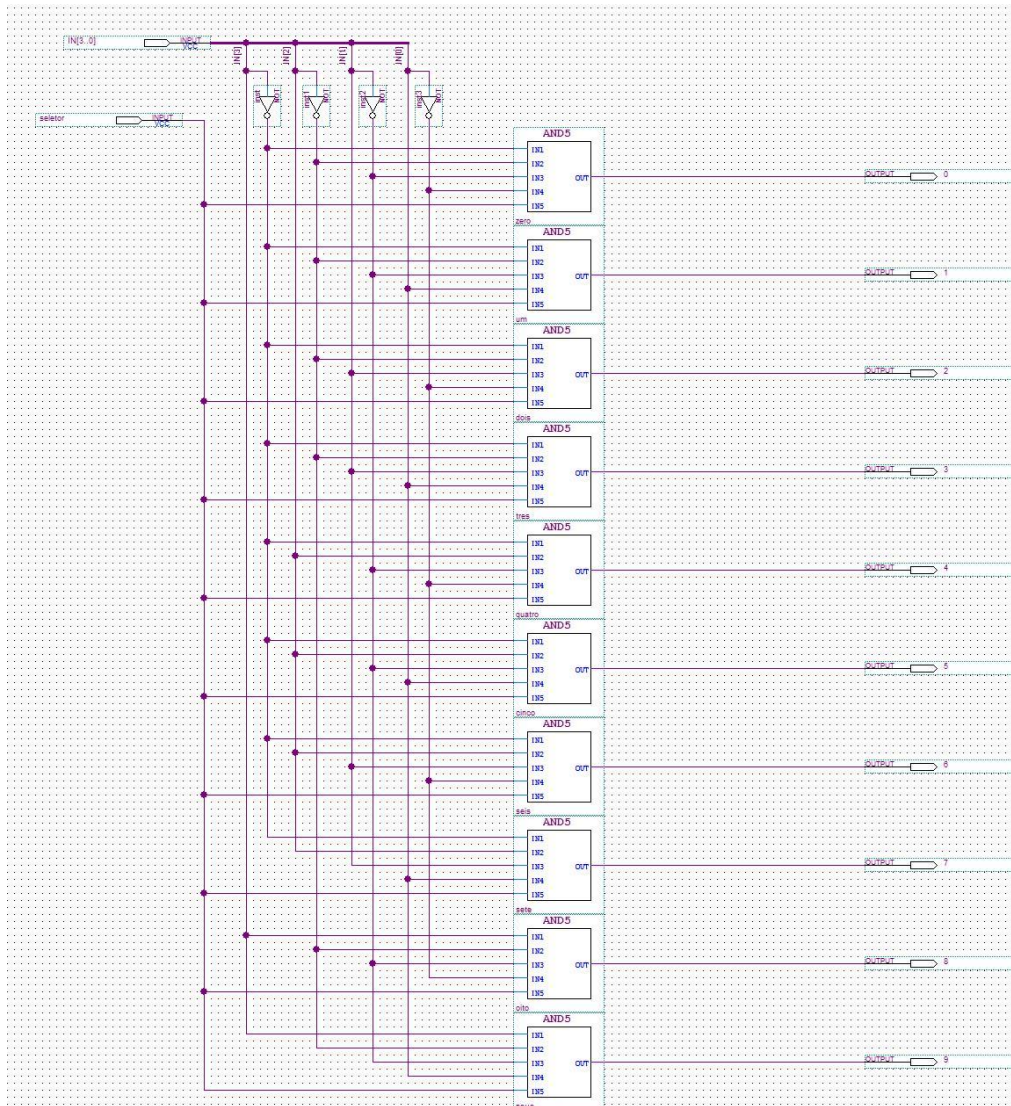 IN[3..0] INPUT VCC
IN[3] IN[2] IN[1] IN[0]
inst NOT inst1 NOT inst2 NOT inst3 NOT
seletor INPUT VCC
AND5
IN1
IN2
IN3 OUT OUTPUT 0
IN4
IN5
zero
AND5
IN1
IN2
IN3 OUT OUTPUT 1
IN4
IN5
um
AND5
IN1
IN2
IN3 OUT OUTPUT 2
IN4
IN5
dois
AND5
IN1
IN2
IN3 OUT OUTPUT 3
IN4
IN5
tres
AND5
IN1
IN2
IN3 OUT OUTPUT 4
IN4
IN5
quatro
AND5
IN1
IN2
IN3 OUT OUTPUT 5
IN4
IN5
cinco
AND5
IN1
IN2
IN3 OUT OUTPUT 6
IN4
IN5
seis
AND5
IN1
IN2
IN3 OUT OUTPUT 7
IN4
IN5
sete
AND5
IN1
IN2
IN3 OUT OUTPUT 8
IN4
IN5
oito
AND5
IN1
IN2
IN3 OUT OUTPUT 9
IN4
IN5